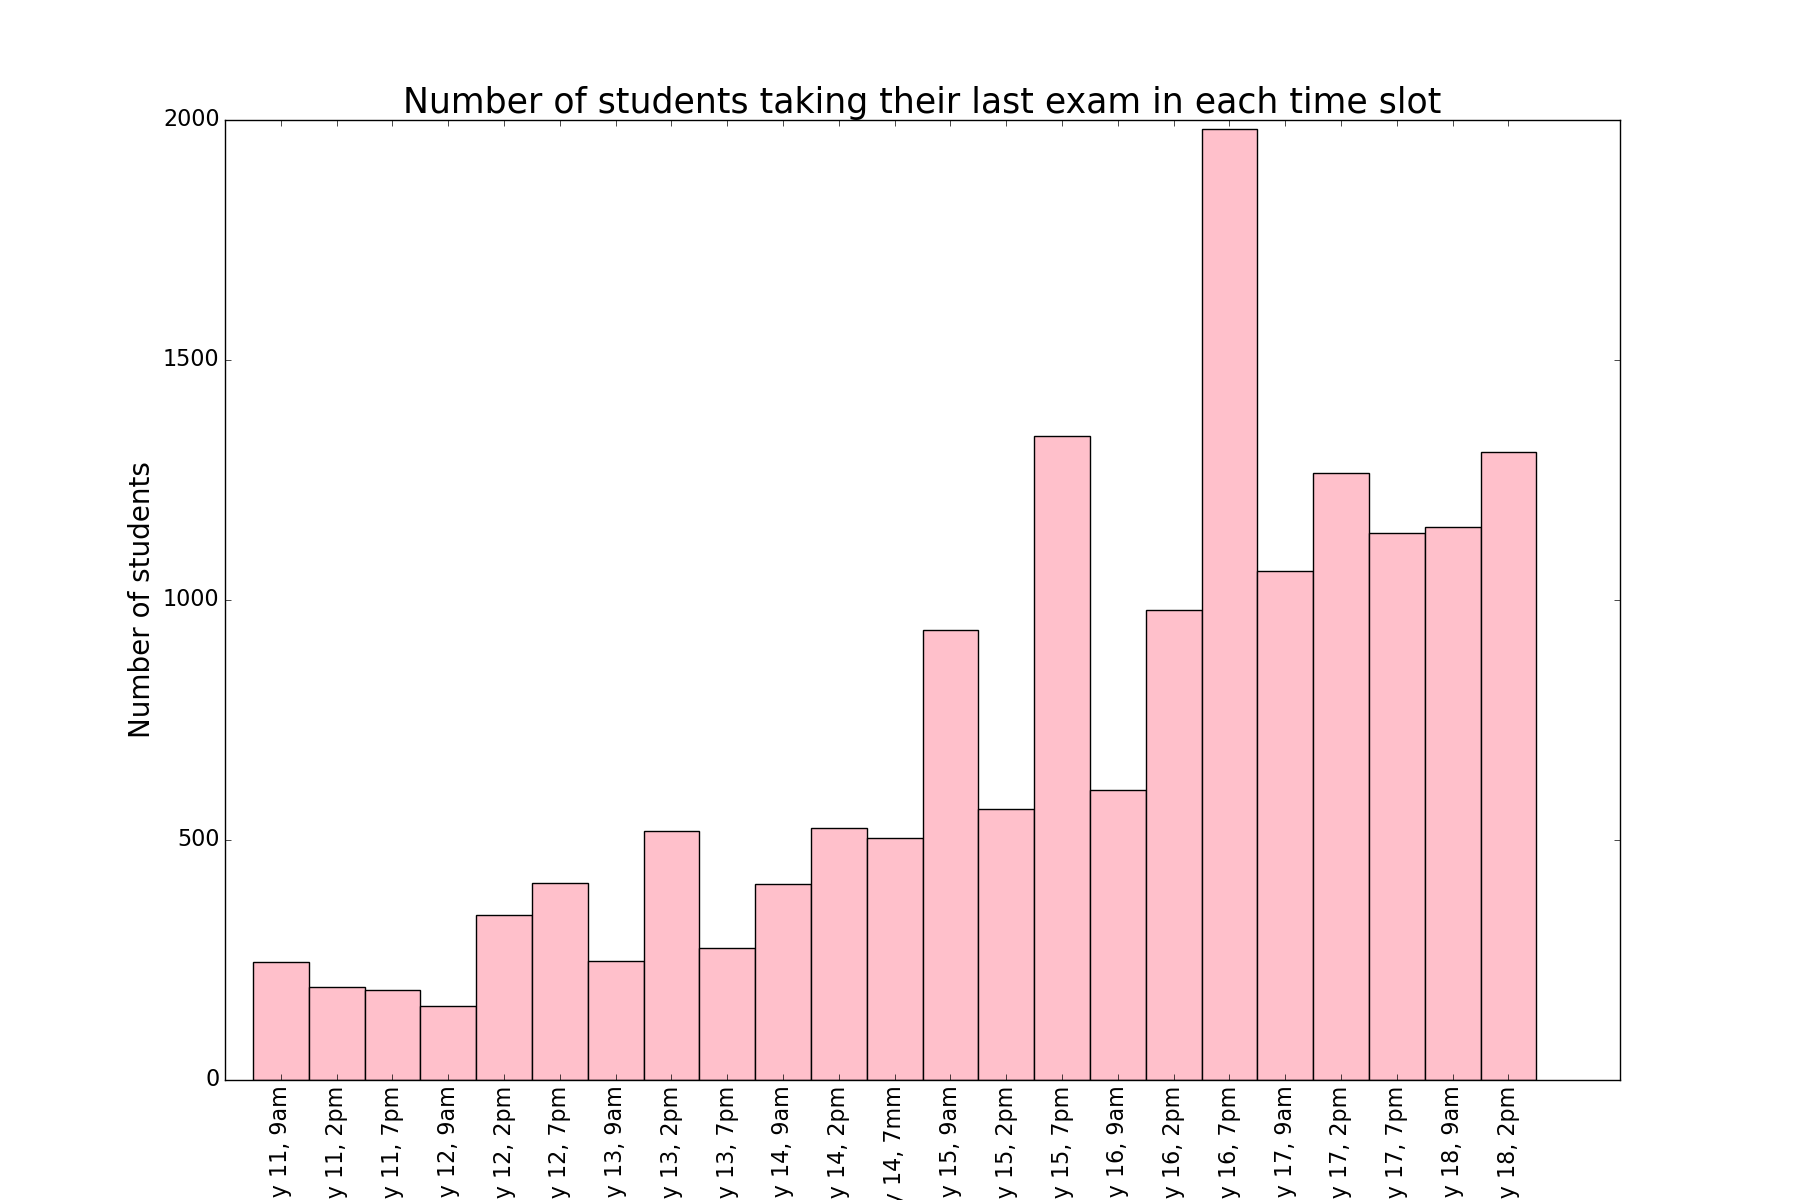 Number of students taking their last exam in each time slot
Number of students
2000
1500
1000
500
0
y 11, 9am
y 11, 2pm
y 11, 7pm
y 12, 9am
y 12, 2pm
y 12, 7pm
y 13, 9am
y 13, 2pm
y 13, 7pm
y 14, 9am
y 14, 2pm
y 14, 7mm
y 15, 9am
y 15, 2pm
y 15, 7pm
y 16, 9am
y 16, 2pm
y 16, 7pm
y 17, 9am
y 17, 2pm
y 17, 7pm
y 18, 9am
y 18, 2pm